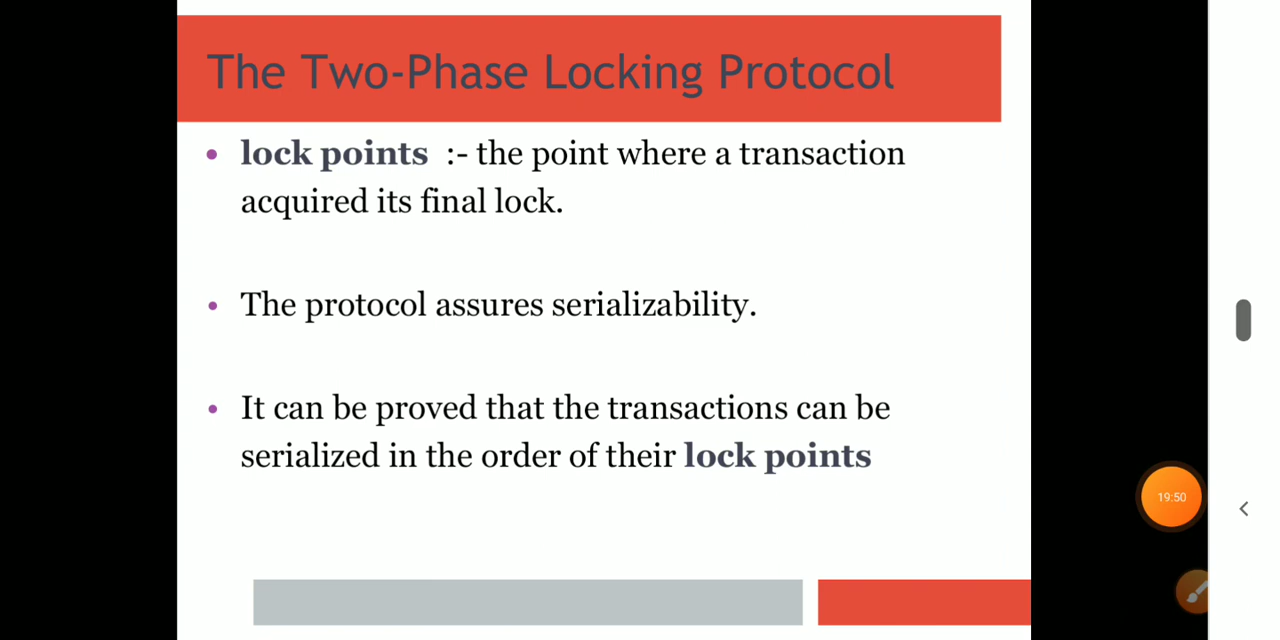 The Two-Phase Locking Protocol
• lock points :- the point where a transaction
acquired its final lock.
• The protocol assures serializability.
• It can be proved that the transactions can be
serialized in the order of their lock points
19:50